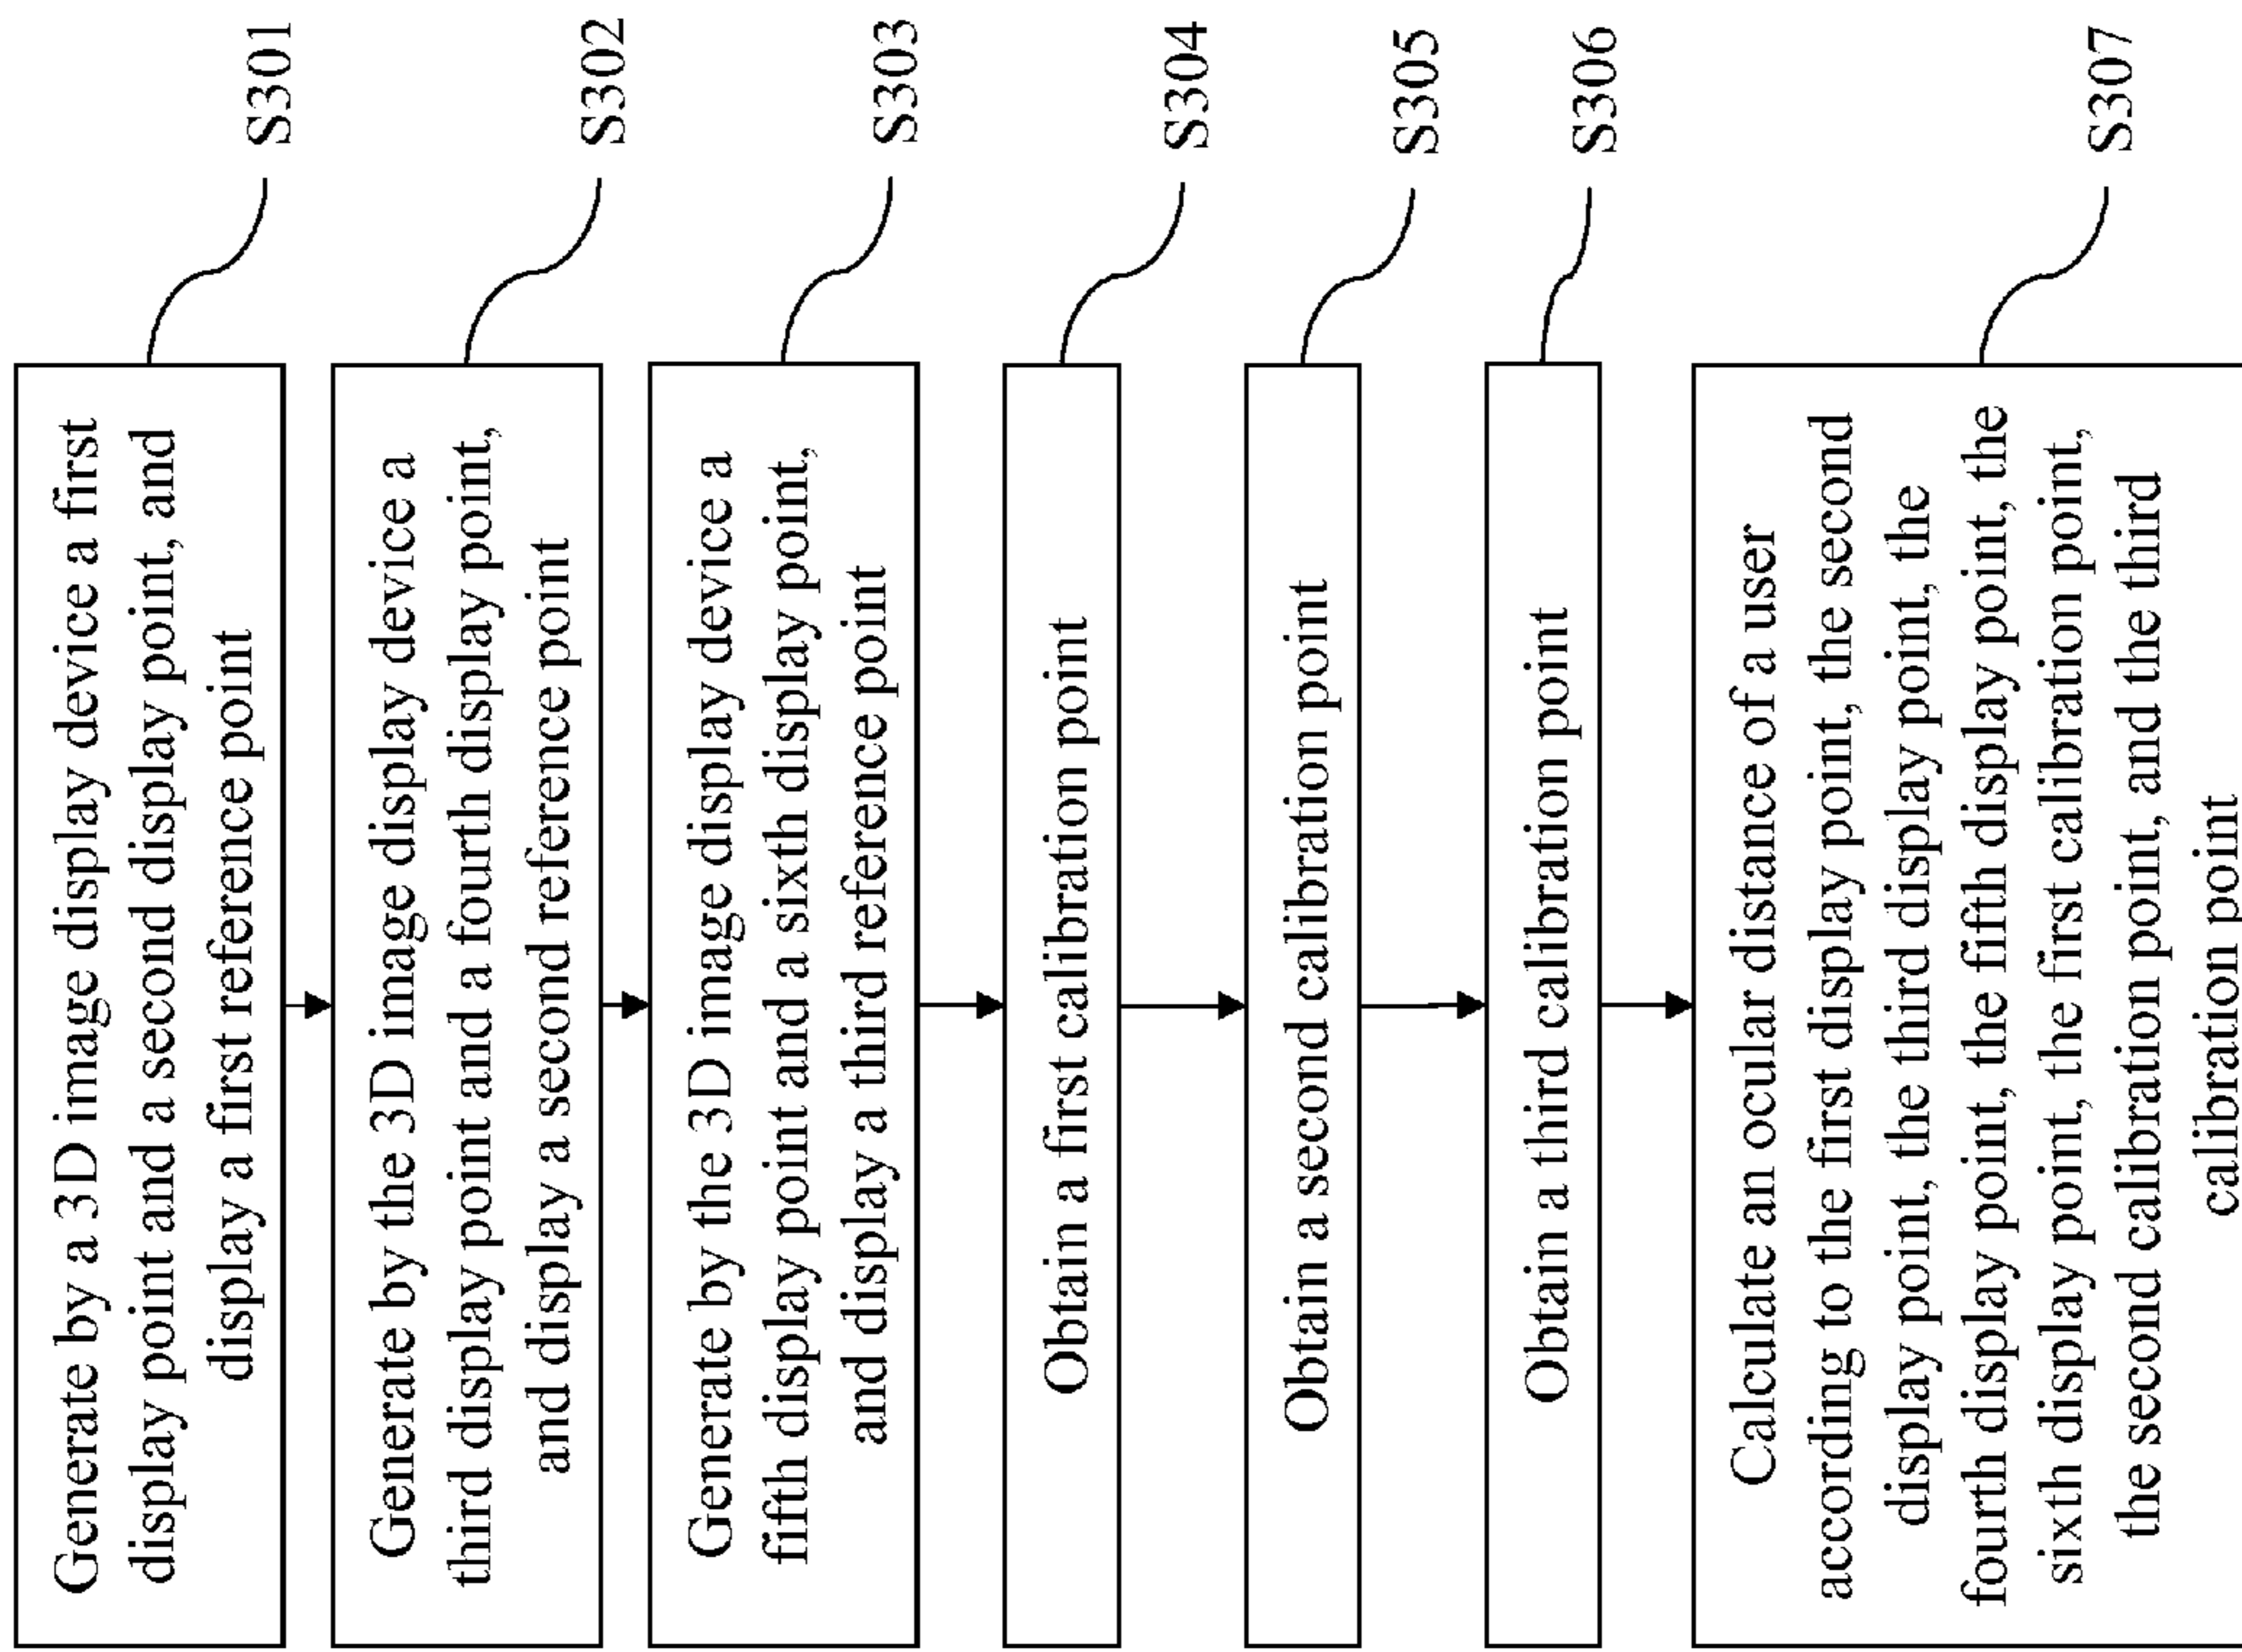 Generate by a 3D image display device a first
display point and a second display point, and
display a first reference point
S301
Generate by the 3D image display device a
third display point and a fourth display point,
and display a second reference point
S302
Generate by the 3D image display device a
fifth display point and a sixth display point,
and display a third reference point
S303
Obtain a first calibration point
S304
Obtain a second calibration point
S305
Obtain a third calibration point
S306
Calculate an ocular distance of a user
according to the first display point, the second
display point, the third display point, the
fourth display point, the fifth display point, the
sixth display point, the first calibration point,
the second calibration point, and the third
calibration point
S307